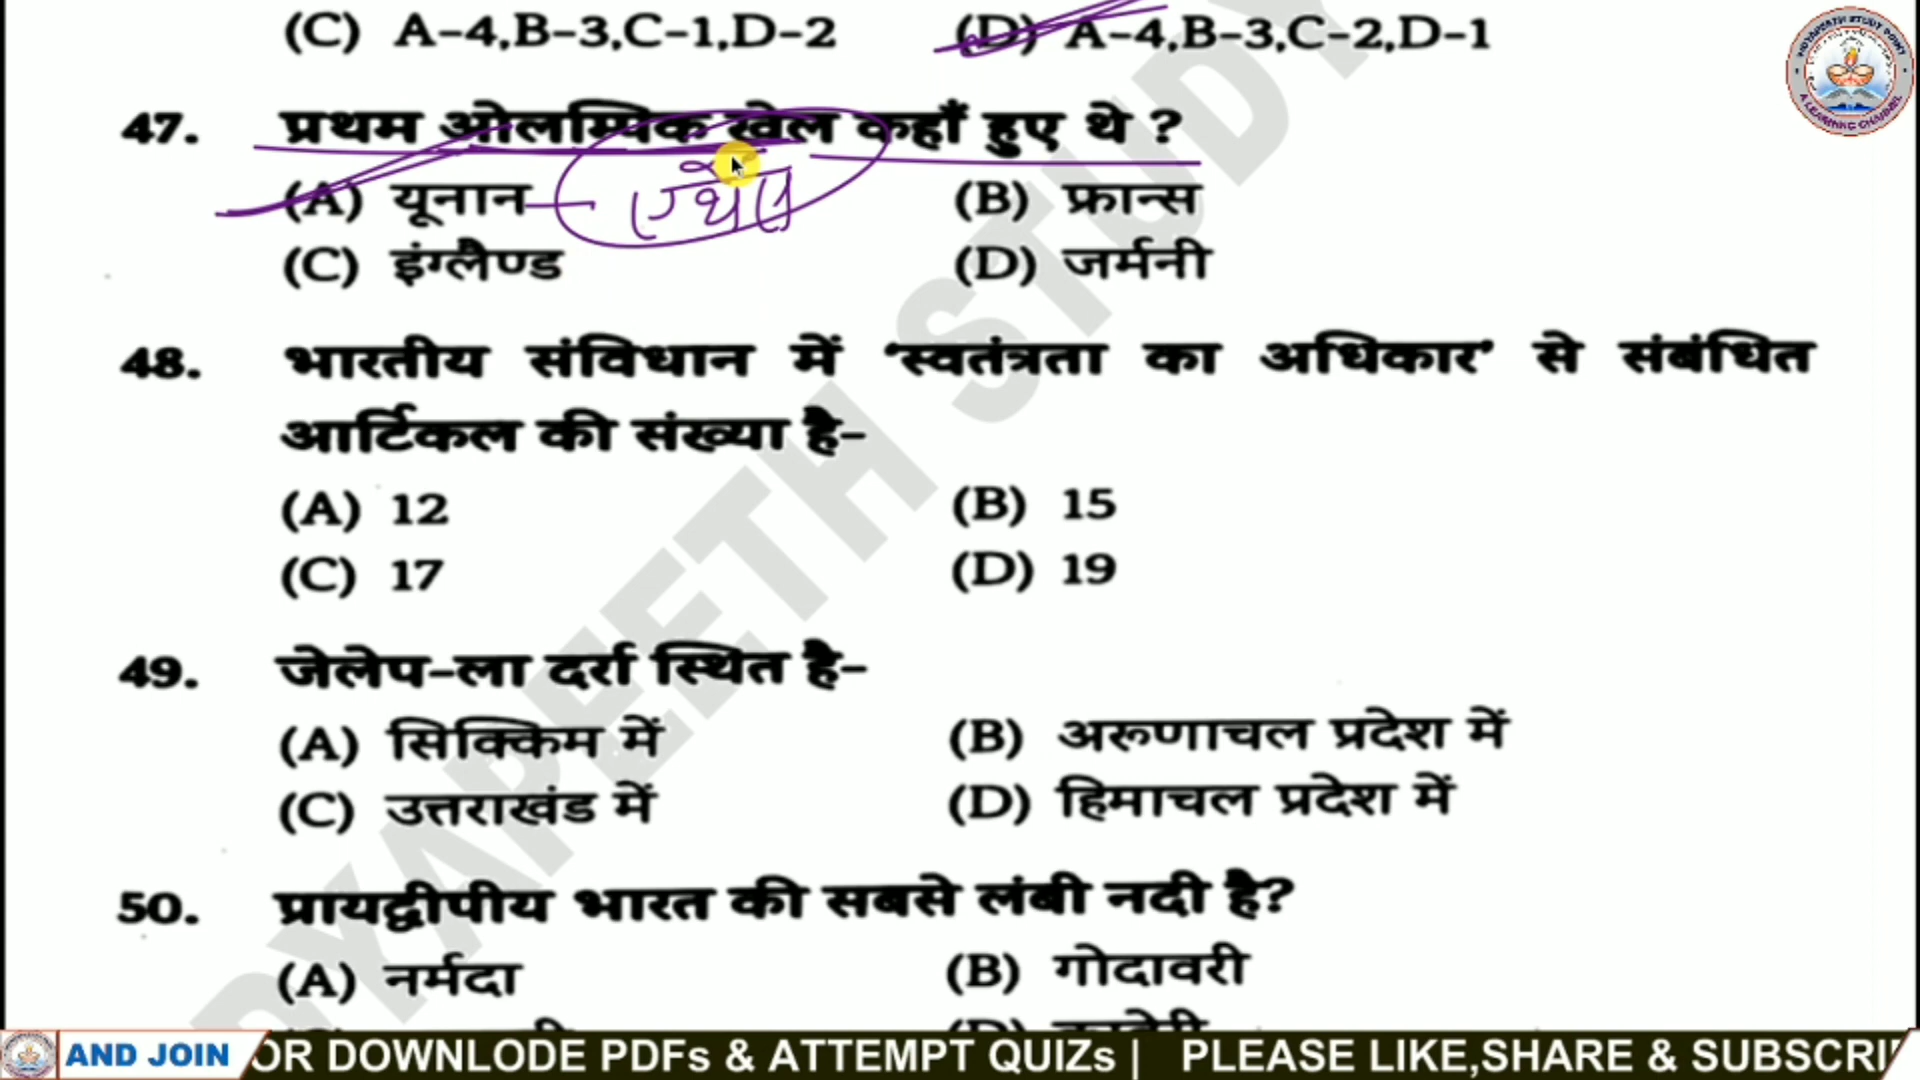 (C) A-4,B-3,C-1,D-2 (D) A-4,B-3,C-2,D-1
47. प्रथम ओलम्पिक खेल कहाँ हुए थे ?
(A) यूनान (B) फ्रान्स
(C) इंग्लैण्ड (D) जर्मनी
48. भारतीय संविधान में ‘स्वतंत्रता का अधिकार’ से संबंधित
आर्टिकल की संख्या है-
(A) 12 (B) 15
(C) 17 (D) 19
49. जेलेप-ला दर्रा स्थित है-
(A) सिक्किम में (B) अरूणाचल प्रदेश में
(C) उत्तराखंड में (D) हिमाचल प्रदेश में
50. प्रायद्वीपीय भारत की सबसे लंबी नदी है?
(A) नर्मदा (B) गोदावरी
(D) कावेरी
AND JOIN OR DOWNLODE PDFs & ATTEMPT QUIZs | PLEASE LIKE,SHARE & SUBSCRI
DYAPEETH STUDY